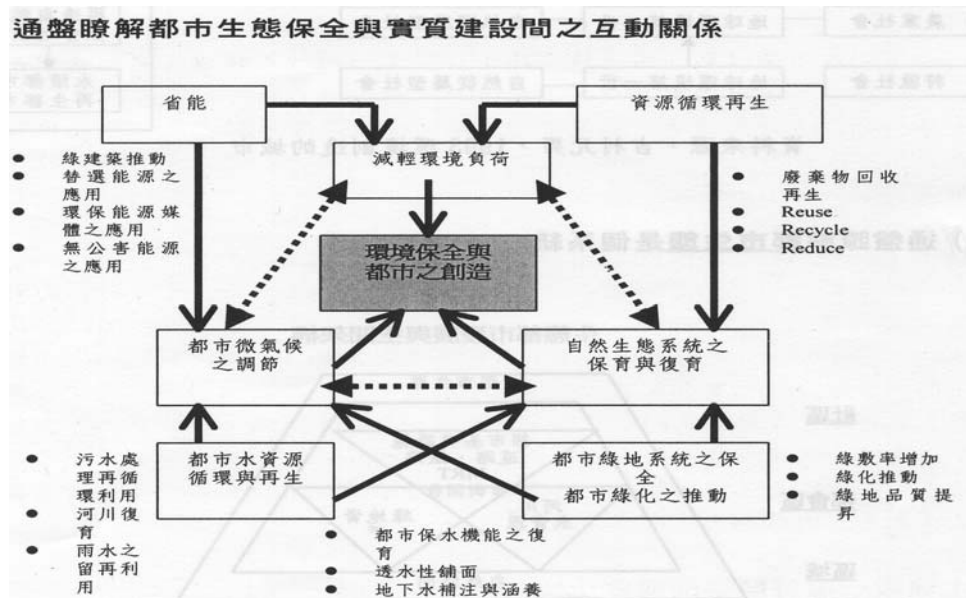 通盤瞭解都市生態保全與實質建設間之互動關係
省能
資源循環再生
減輕環境負荷
● 綠建築推動
● 替選能源之
應用
● 環保能源媒
體之應用
● 無公害能源
之應用
● 廢棄物回收
再生
● Reuse
● Recycle
● Reduce
環境保全與
都市之創造
都市微氣候
之調節
自然生態系統之
保育與復育
都市水資源
循環與再生
都市綠地系統之保
全
都市綠化之推動
● 污水處
理再循
環利用
● 河川復
育
● 雨水之
留再利
用
● 都市保水機能之復
育
● 透水性舖面
● 地下水補注與涵養
● 綠敷率增加
● 綠化推動
● 綠地品質提
昇